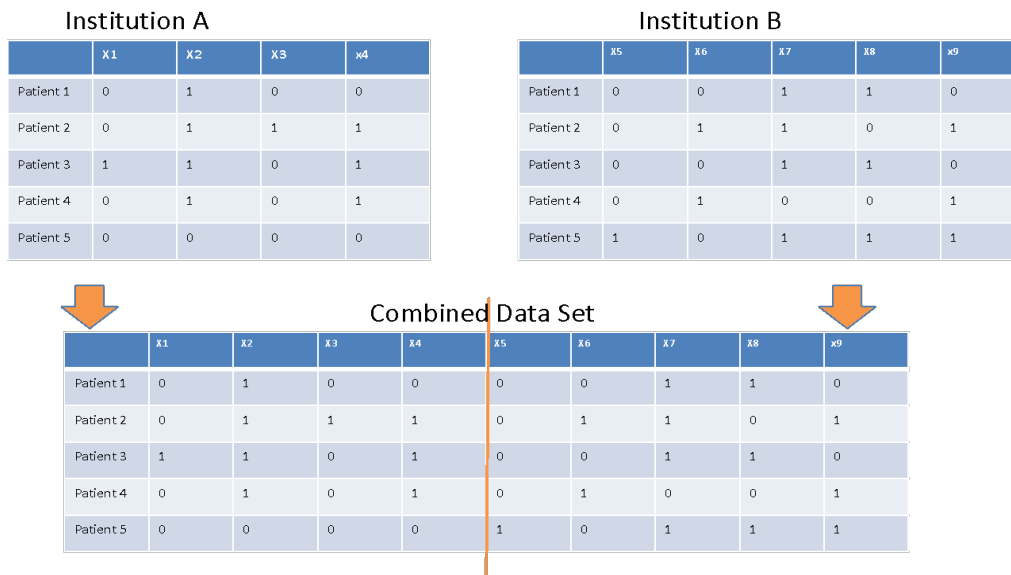 Institution A
X1 X2 X3 x4
Patient 1 0 1 0 0
Patient 2 0 1 1 1
Patient 3 1 1 0 1
Patient 4 0 1 0 1
Patient 5 0 0 0 0
Institution B
X5 X6 X7 X8 x9
Patient 1 0 0 1 1 0
Patient 2 0 1 1 0 1
Patient 3 0 0 1 1 0
Patient 4 0 1 0 0 1
Patient 5 1 0 1 1 1
Combined Data Set
X1 X2 X3 X4 X5 X6 X7 X8 x9
Patient 1 0 1 0 0 0 0 1 1 0
Patient 2 0 1 1 1 0 1 1 0 1
Patient 3 1 1 0 1 0 0 1 1 0
Patient 4 0 1 0 1 0 1 0 0 1
Patient 5 0 0 0 0 1 0 1 1 1